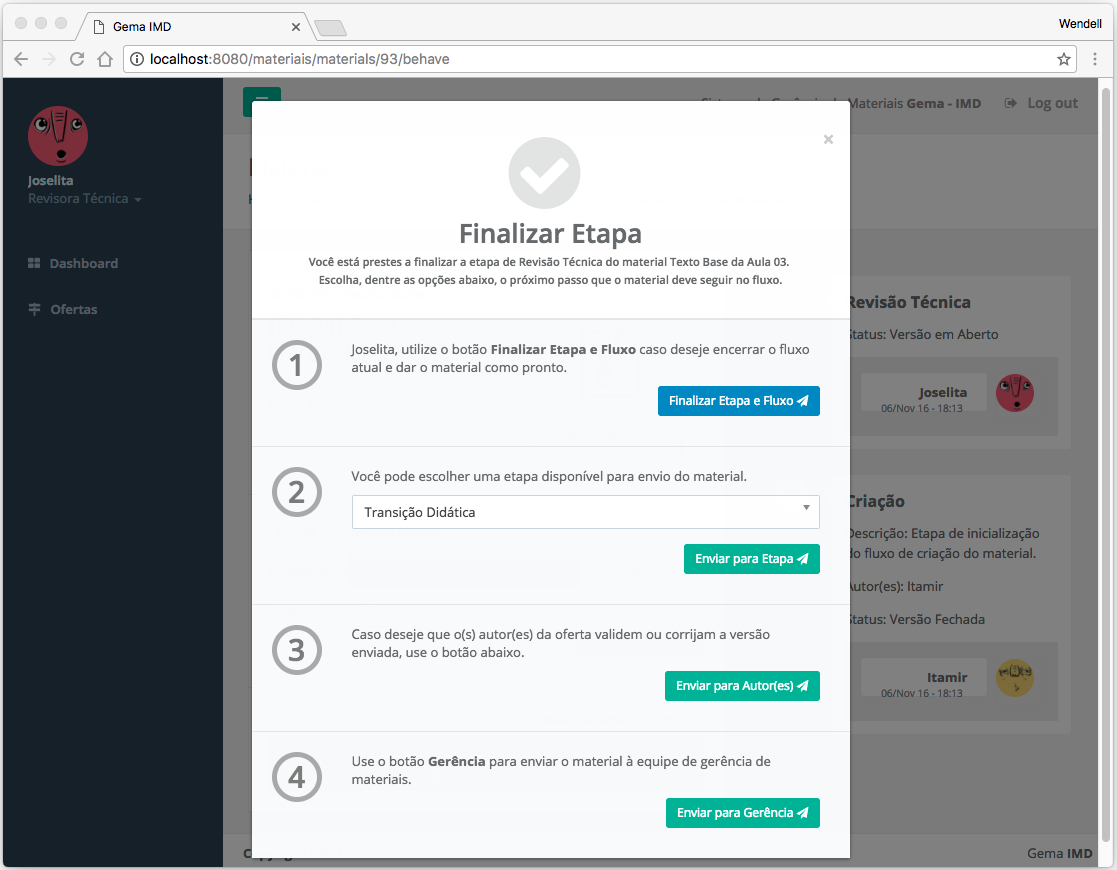 Gema IMD
Wendell
localhost:8080/materiais/materials/93/behave
Materiais Gema - IMD
Log out
Joselita
Revisora Técnica
Dashboard
Ofertas
×
Finalizar Etapa
Você está prestes a finalizar a etapa de Revisão Técnica do material Texto Base da Aula 03.
Escolha, dentre as opções abaixo, o próximo passo que o material deve seguir no fluxo.
1
Joselita, utilize o botão Finalizar Etapa e Fluxo caso deseje encerrar o fluxo
atual e dar o material como pronto.
Finalizar Etapa e Fluxo
2
Você pode escolher uma etapa disponível para envio do material.
Transição Didática
Enviar para Etapa
3
Caso deseje que o(s) autor(es) da oferta validem ou corrijam a versão
enviada, use o botão abaixo.
Enviar para Autor(es)
4
Use o botão Gerência para enviar o material à equipe de gerência de
materiais.
Enviar para Gerência
Revisão Técnica
Status: Versão em Aberto
Joselita
06/Nov 16 - 18:13
Criação
Descrição: Etapa de inicialização
do fluxo de criação do material.
Autor(es): Itamir
Status: Versão Fechada
Itamir
06/Nov 16 - 18:13
Gema IMD